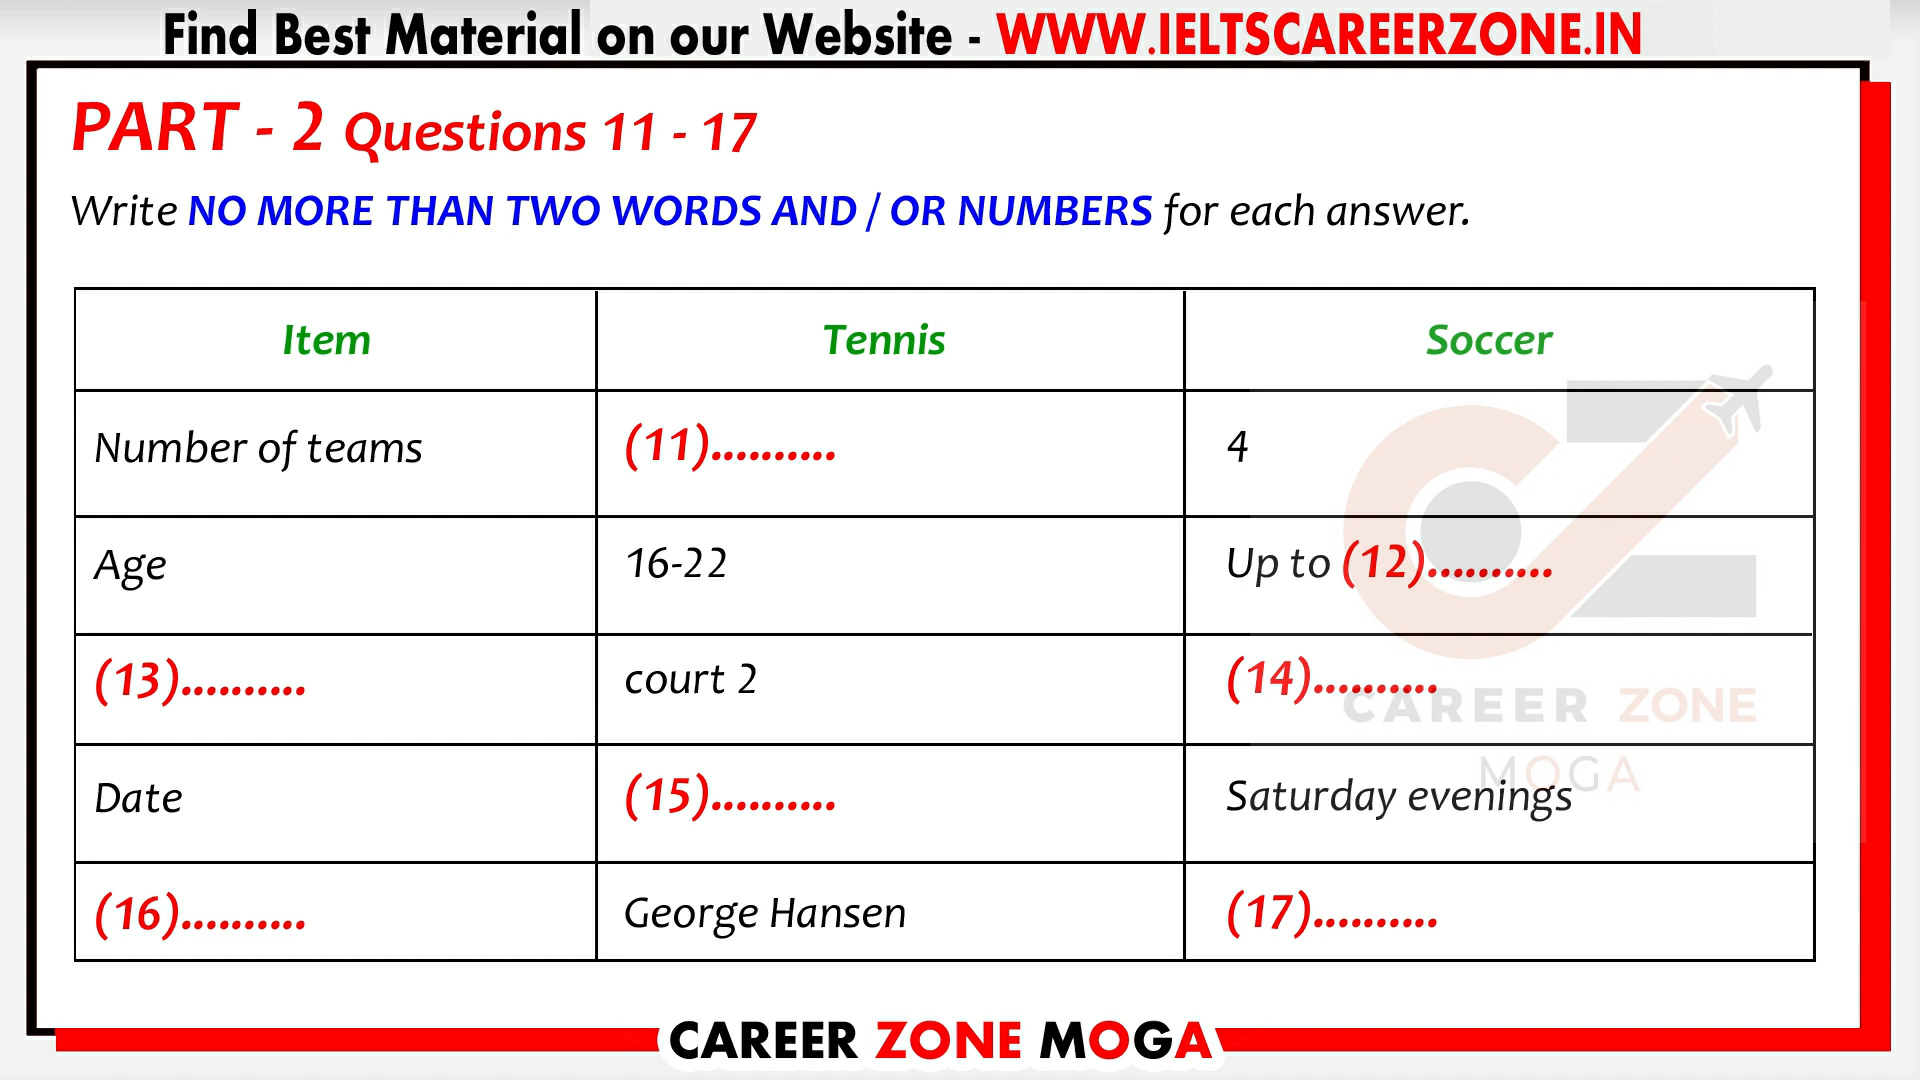 Find Best Material on our Website - WWW.IELTSCAREERZONE.IN
PART - 2 Questions 11 - 17
Write NO MORE THAN TWO WORDS AND / OR NUMBERS for each answer.
Item Tennis Soccer
Number of teams (11).......... 4
Age 16-22 Up to (12)..........
(13).......... court 2 (14)..........
CAREER ZONE
MOGA
Date (15).......... Saturday evenings
(16).......... George Hansen (17)..........
CAREER ZONE MOGA